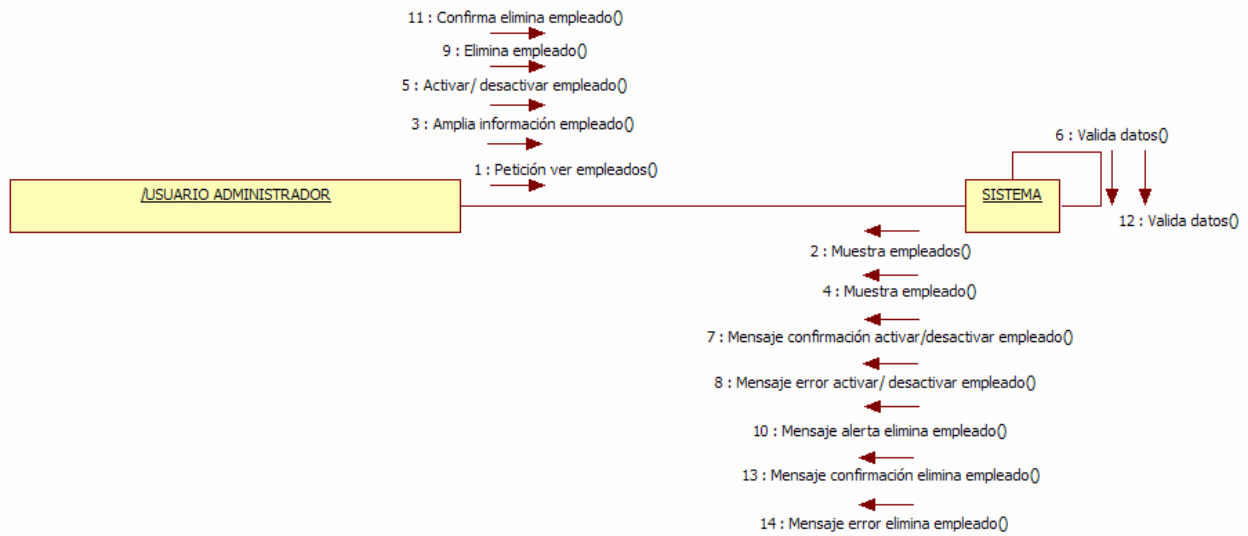 11 : Confirma elimina empleado()
9 : Elimina empleado()
5 : Activar/ desactivar empleado()
3 : Amplia información empleado()
6 : Valida datos()
1 : Petición ver empleados()
/USUARIO ADMINISTRADOR
SISTEMA
12 : Valida datos()
2 : Muestra empleados()
4 : Muestra empleado()
7 : Mensaje confirmación activar/desactivar empleado()
8 : Mensaje error activar/ desactivar empleado()
10 : Mensaje alerta elimina empleado()
13 : Mensaje confirmación elimina empleado()
14 : Mensaje error elimina empleado()